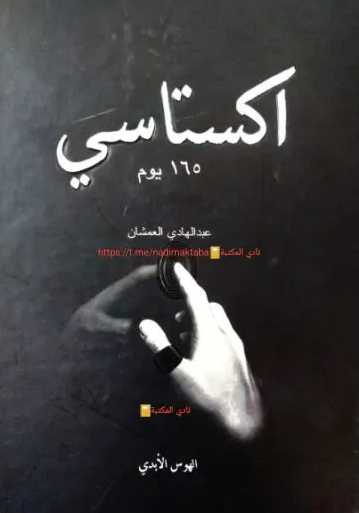 اكستاسي
١٦٥ يوم
عبدالهادي العمشان
https://t.me/nadimaktaba نادي المكتبة
نادي المكتبة
الهوس الأبدي